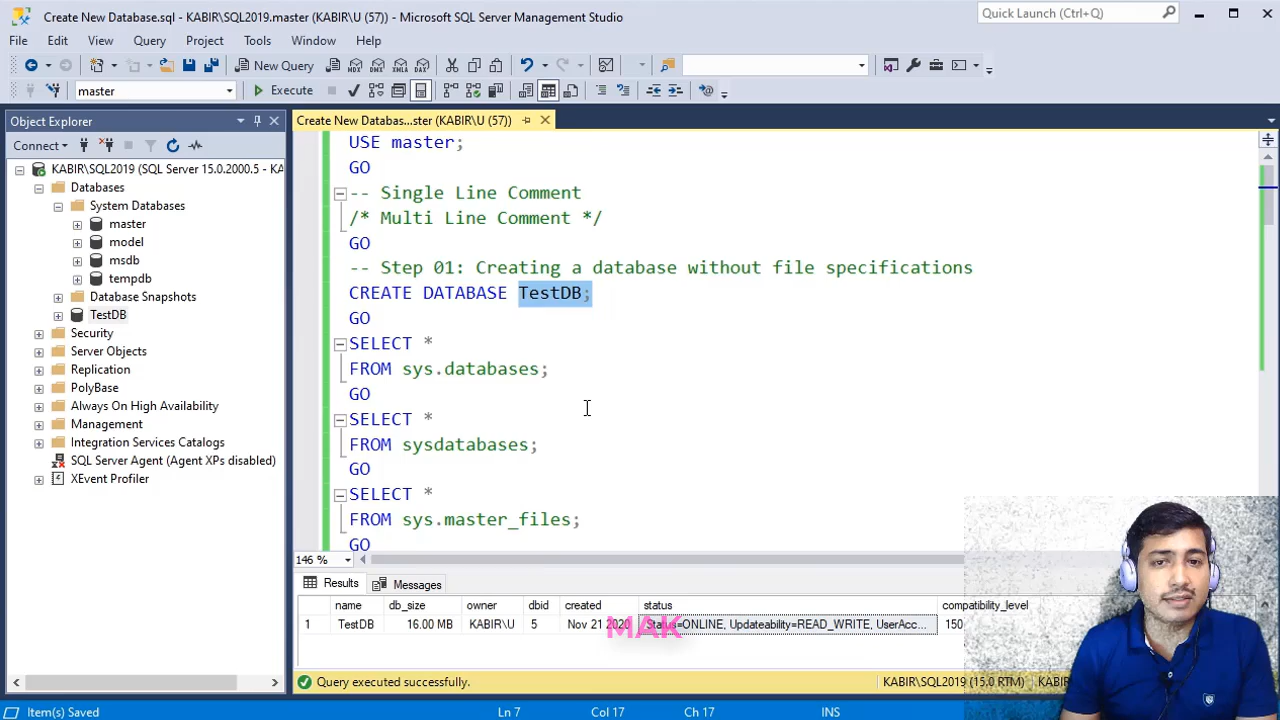 Create New Database.sql - KABIR\SQL2019.master (KABIR\U (57)) - Microsoft SQL Server Management Studio
Quick Launch (Ctrl+Q)
File Edit View Query Project Tools Window Help
New Query
MDX DMX XMLA DAX
master
Execute
Object Explorer
Create New Databas...ster (KABIR\U (57))
Connect
KABIR\SQL2019 (SQL Server 15.0.2000.5 - KA
Databases
System Databases
master
model
msdb
tempdb
Database Snapshots
TestDB
Security
Server Objects
Replication
PolyBase
Always On High Availability
Management
Integration Services Catalogs
SQL Server Agent (Agent XPs disabled)
XEvent Profiler
USE master;
GO
-- Single Line Comment
/* Multi Line Comment */
GO
-- Step 01: Creating a database without file specifications
CREATE DATABASE TestDB;
GO
SELECT *
FROM sys.databases;
GO
SELECT *
FROM sysdatabases;
GO
SELECT *
FROM sys.master_files;
GO
146 %
Results Messages
name db_size owner dbid created status compatibility_level
1 TestDB 16.00 MB KABIR\U 5 Nov 21 2020 Status=ONLINE, Updateability=READ_WRITE, UserAcc... 150
MAK
Query executed successfully.
KABIR\SQL2019 (15.0 RTM) KABIR
Item(s) Saved Ln 7 Col 17 Ch 17 INS